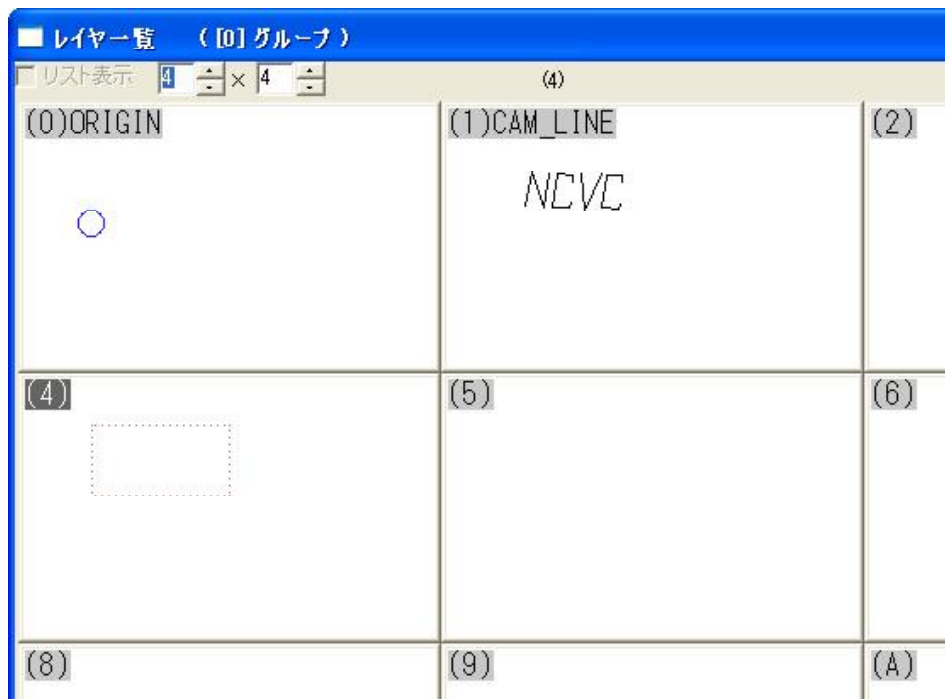 レイヤ一覧 ( [0] グループ )
リスト表示 4 × 4 (4)
(0)ORIGIN (1)CAM_LINE (2)
NCVC
(4) (5) (6)
(8) (9) (A)